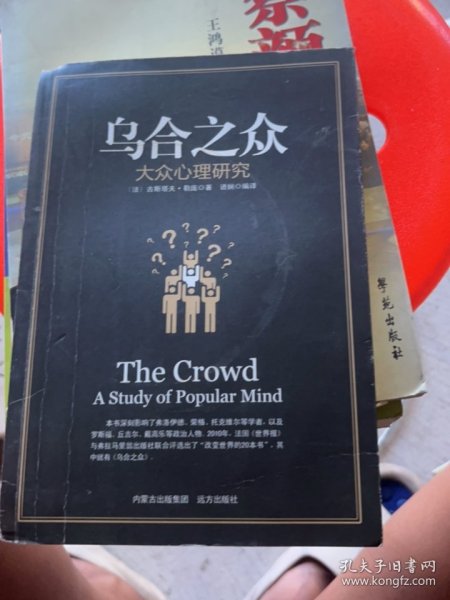 王鸿
乌合之众
大众心理研究
〔法〕古斯塔夫·勒庞◎著 语娴◎编译
The Crowd
A Study of Popular Mind
本书深刻影响了弗洛伊德、荣格、托克维尔等学者，以及
罗斯福、丘吉尔、戴高乐等政治人物。2010年，法国《世界报》
与弗拉马里翁出版社联合评选出了“改变世界的20本书”，其
中就有《乌合之众》。
内蒙古出版集团 远方出版社
学苑出版社
孔夫子旧书网
www.kongfz.com